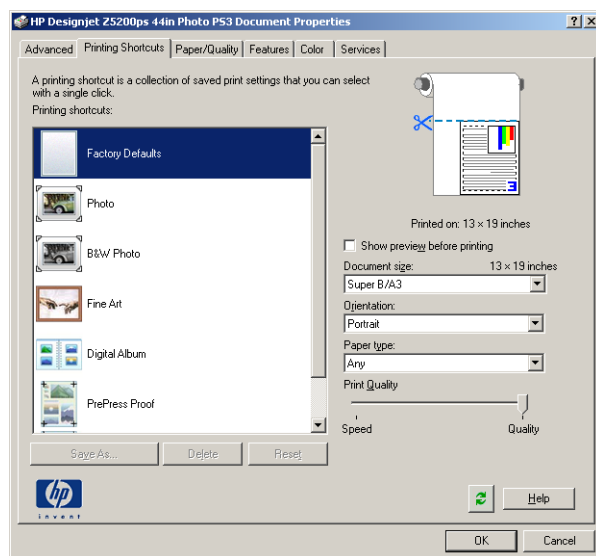 HP Designjet Z5200ps 44in Photo PS3 Document Properties
Advanced Printing Shortcuts Paper/Quality Features Color Services
A printing shortcut is a collection of saved print settings that you can select
with a single click.
Printing shortcuts:
Factory Defaults
Photo
B&W Photo
Fine Art
Digital Album
PrePress Proof
Save As... Delete Reset
3
Printed on: 13 × 19 inches
Show preview before printing
Document size: 13 × 19 inches
Super B/A3
Orientation:
Portrait
Paper type:
Any
Print Quality
Speed Quality
hp
invent
Help
OK Cancel